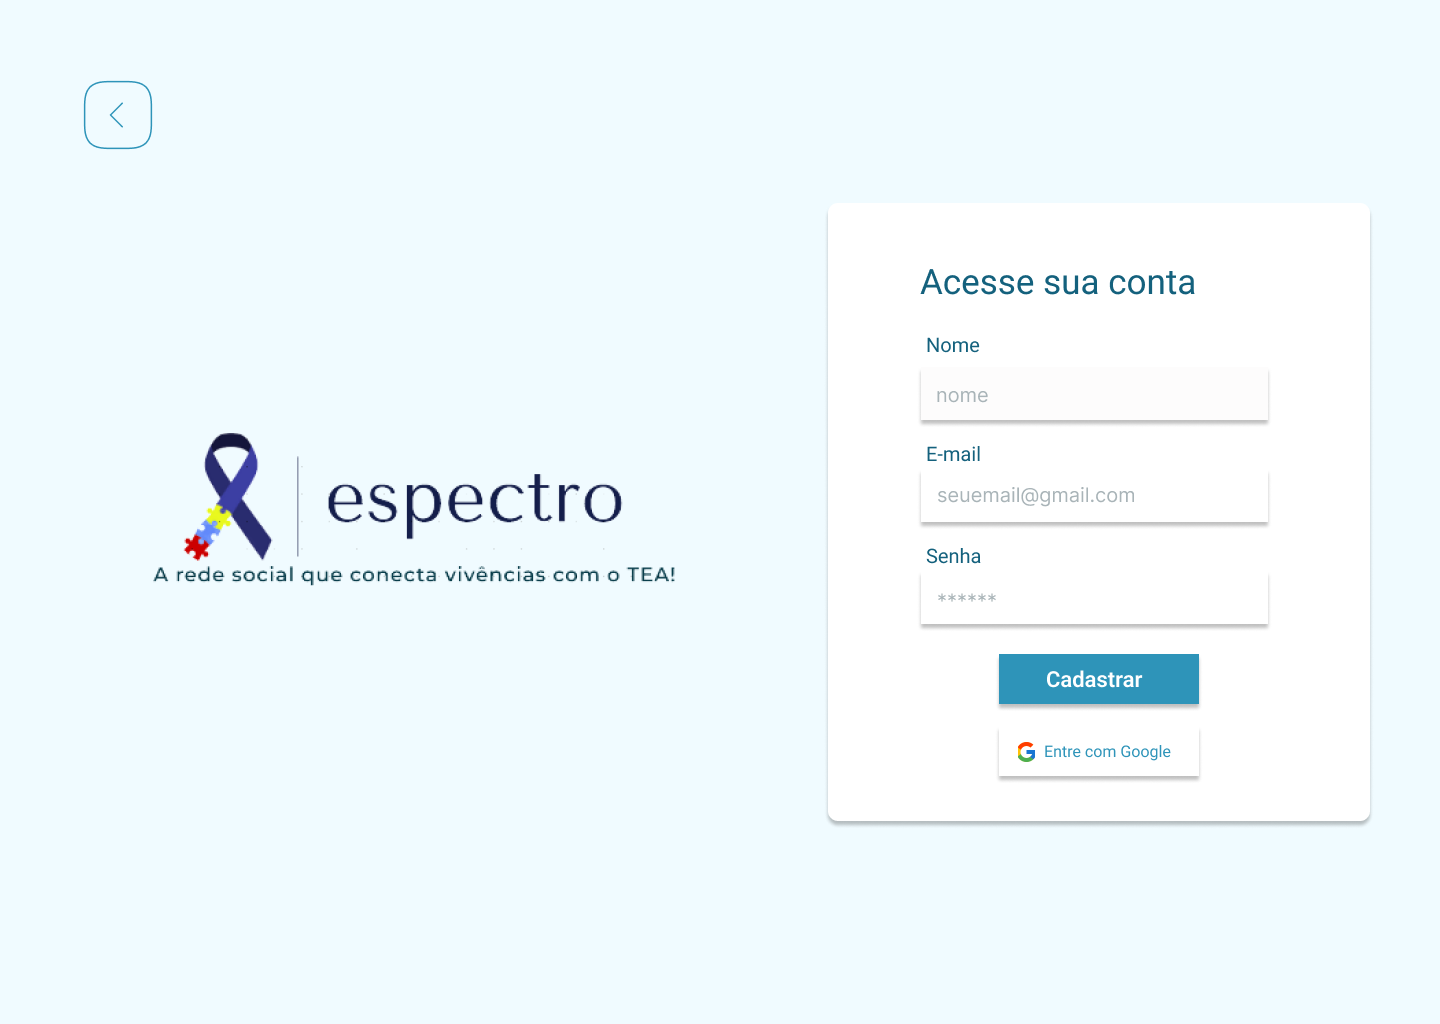 espectro
A rede social que conecta vivências com o TEA!
Acesse sua conta
Nome
nome
E-mail
seuemail@gmail.com
Senha
******
Cadastrar
Entre com Google